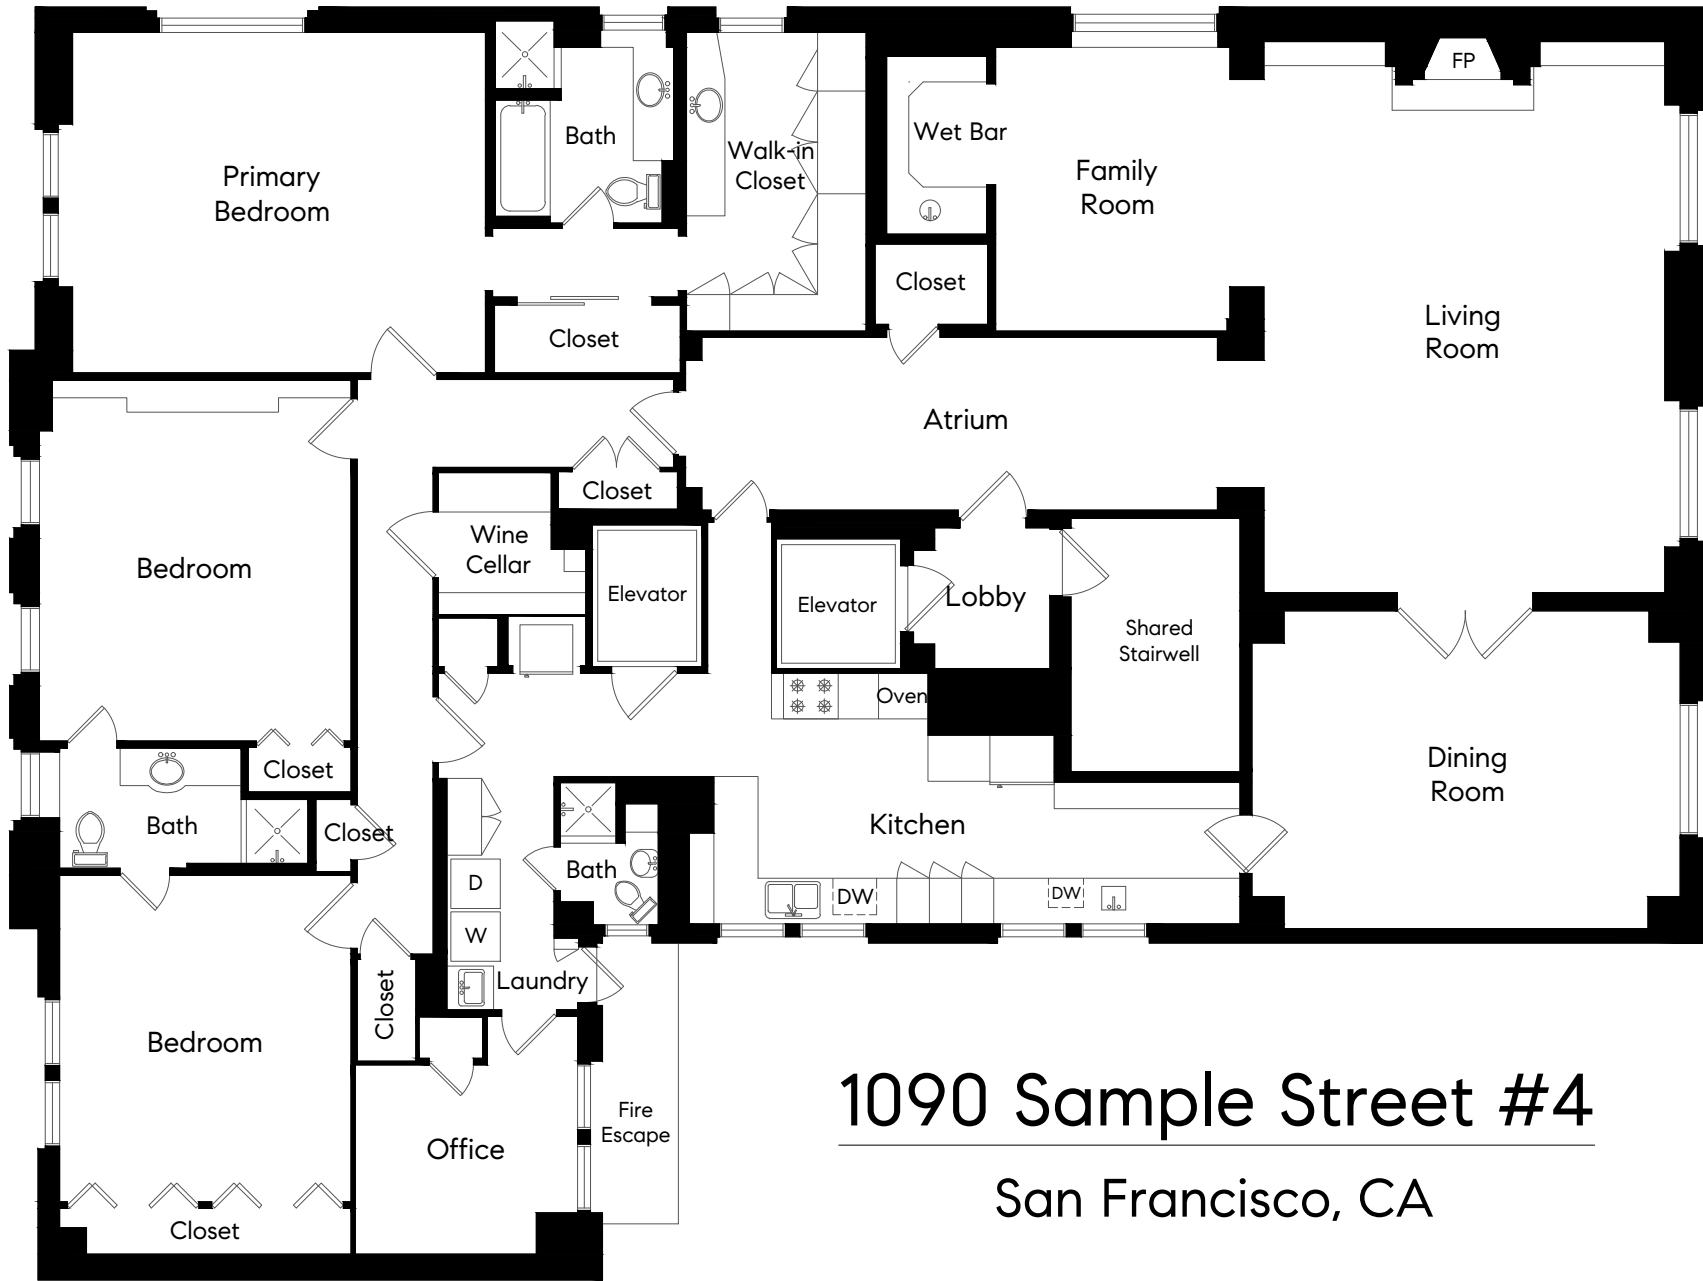 FP
Bath
Wet Bar
Walk-in
Closet
Family
Room
Primary
Bedroom
Closet
Living
Room
Closet
Atrium
Closet
Wine
Cellar
Bedroom
Elevator
Elevator
Lobby
Shared
Stairwell
Oven
Dining
Room
Closet
Bath
Closet
Kitchen
Bath
D
DW
DW
W
Laundry
Closet
Bedroom
Fire
Escape
Office
Closet
1090 Sample Street #4
San Francisco, CA